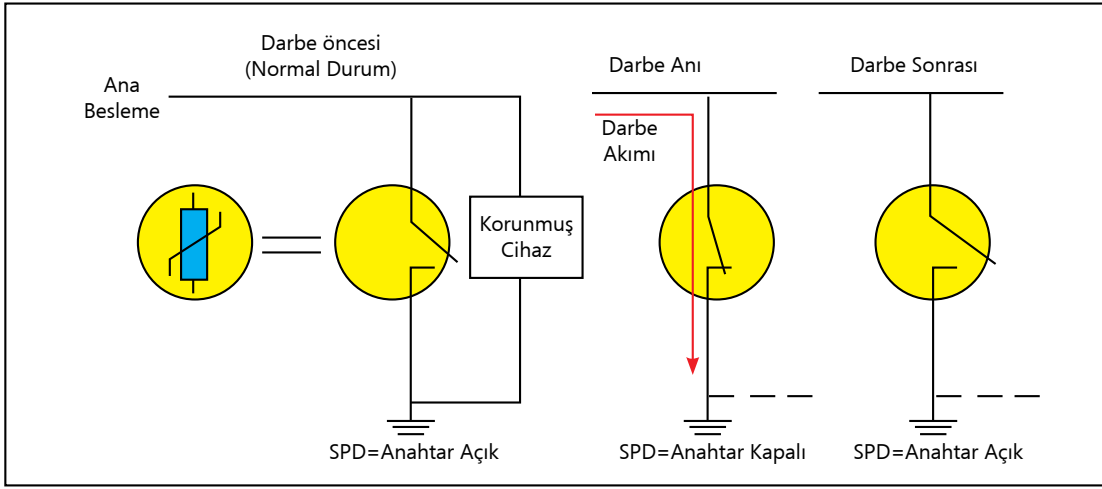 Darbe öncesi
(Normal Durum)
Ana
Besleme
Korunmuş
Cihaz
SPD=Anahtar Açık
Darbe Anı
Darbe
Akımı
SPD=Anahtar Kapalı
Darbe Sonrası
SPD=Anahtar Açık